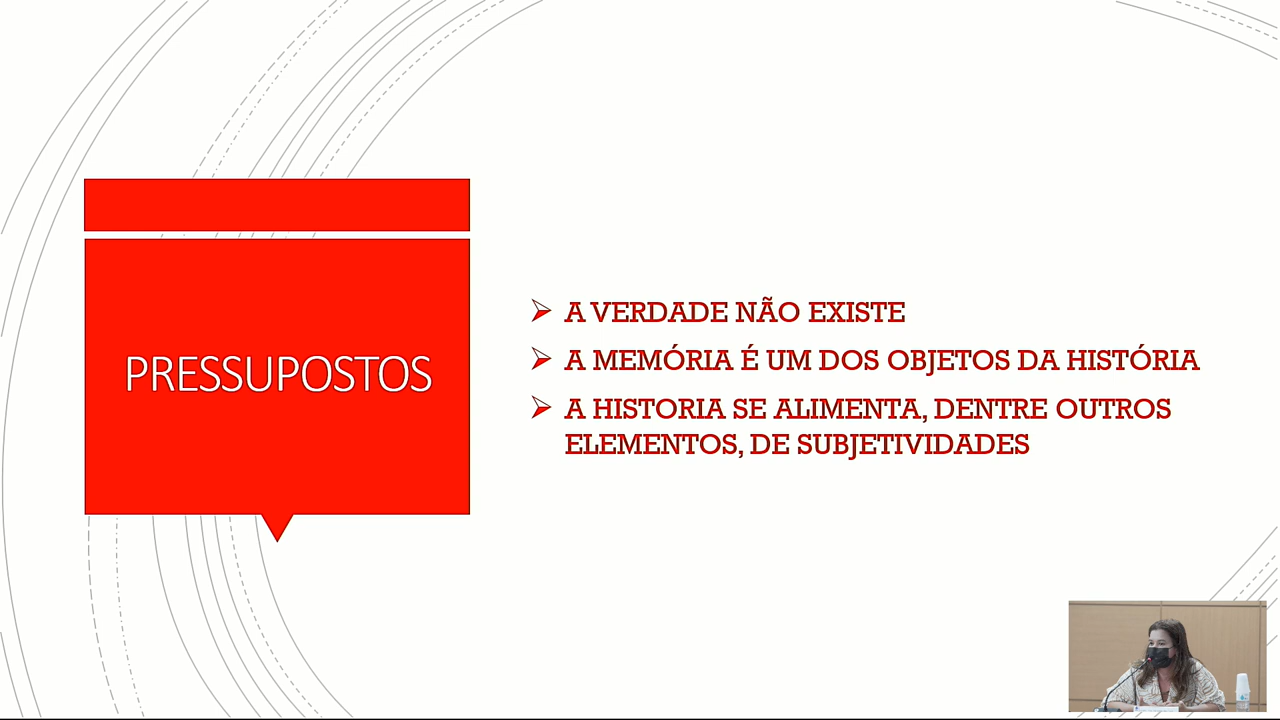 PRESSUPOSTOS
A VERDADE NÃO EXISTE
A MEMÓRIA É UM DOS OBJETOS DA HISTÓRIA
A HISTORIA SE ALIMENTA, DENTRE OUTROS
ELEMENTOS, DE SUBJETIVIDADES